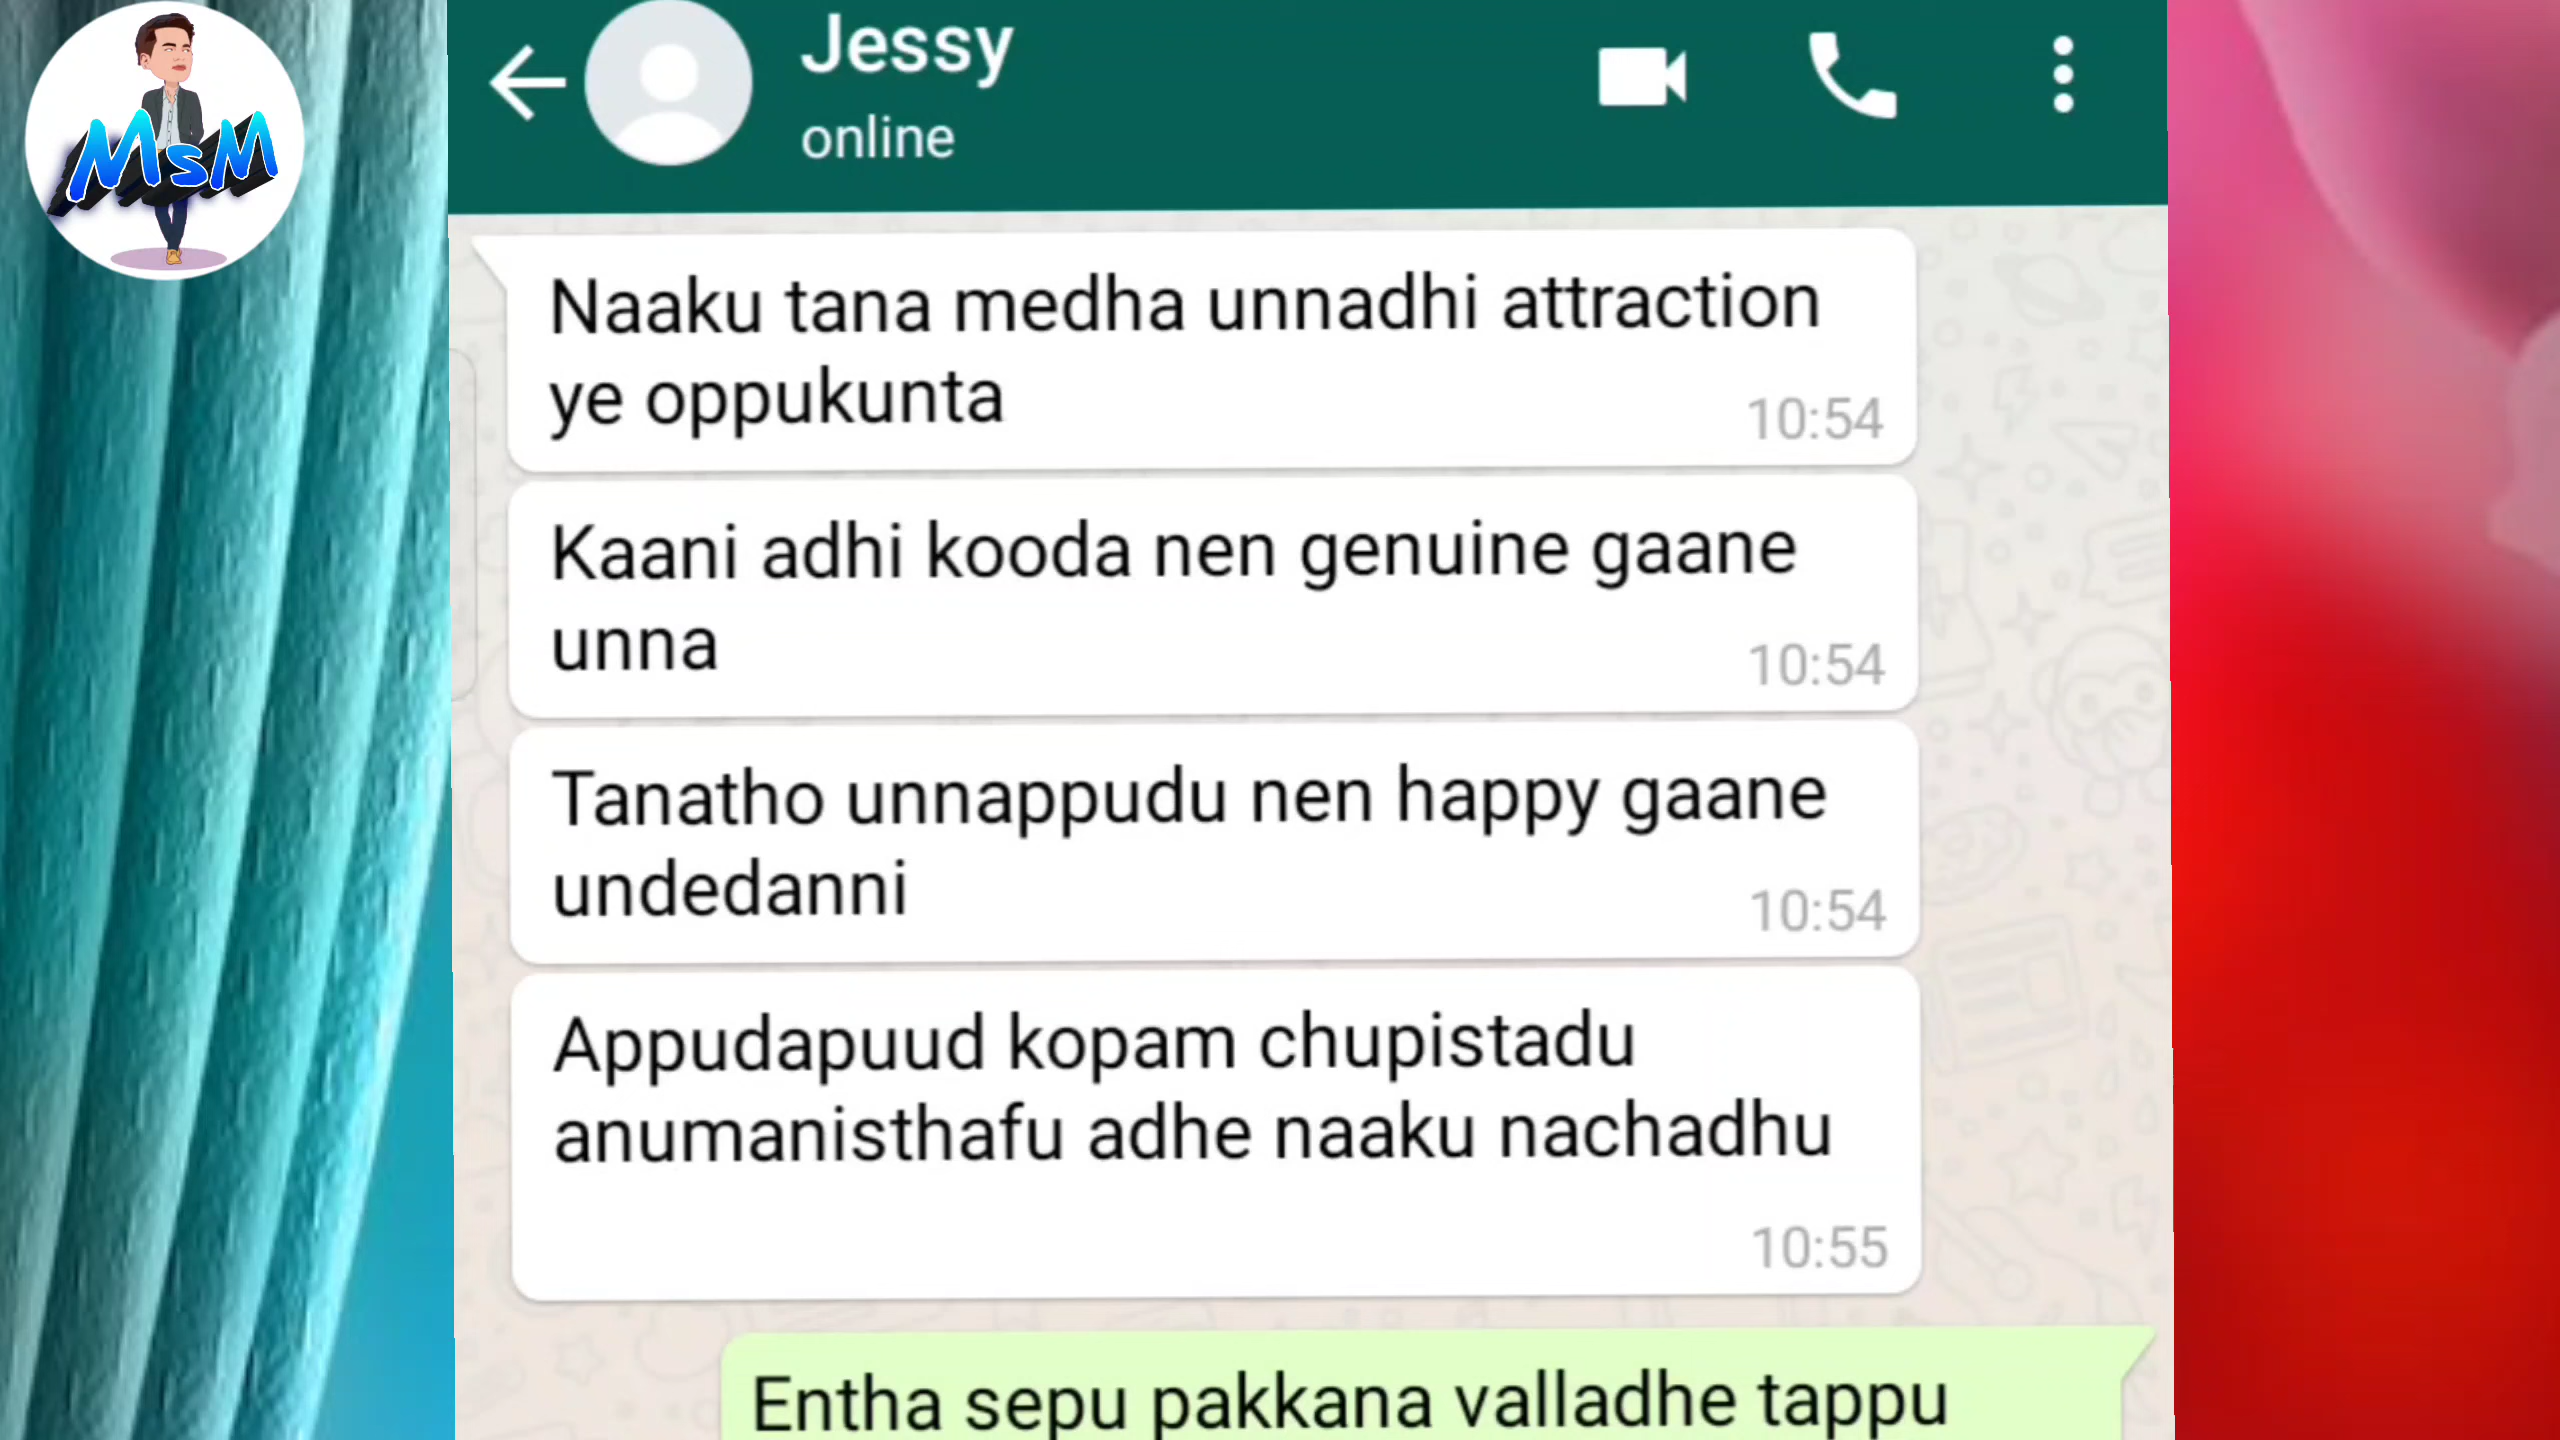 MsM
Jessy
online
Naaku tana medha unnadhi attraction
ye oppukunta
10:54
Kaani adhi kooda nen genuine gaane
unna
10:54
Tanatho unnappudu nen happy gaane
undedanni
10:54
Appudapuud kopam chupistadu
anumanisthafu adhe naaku nachadhu
10:55
Entha sepu pakkana valladhe tappu